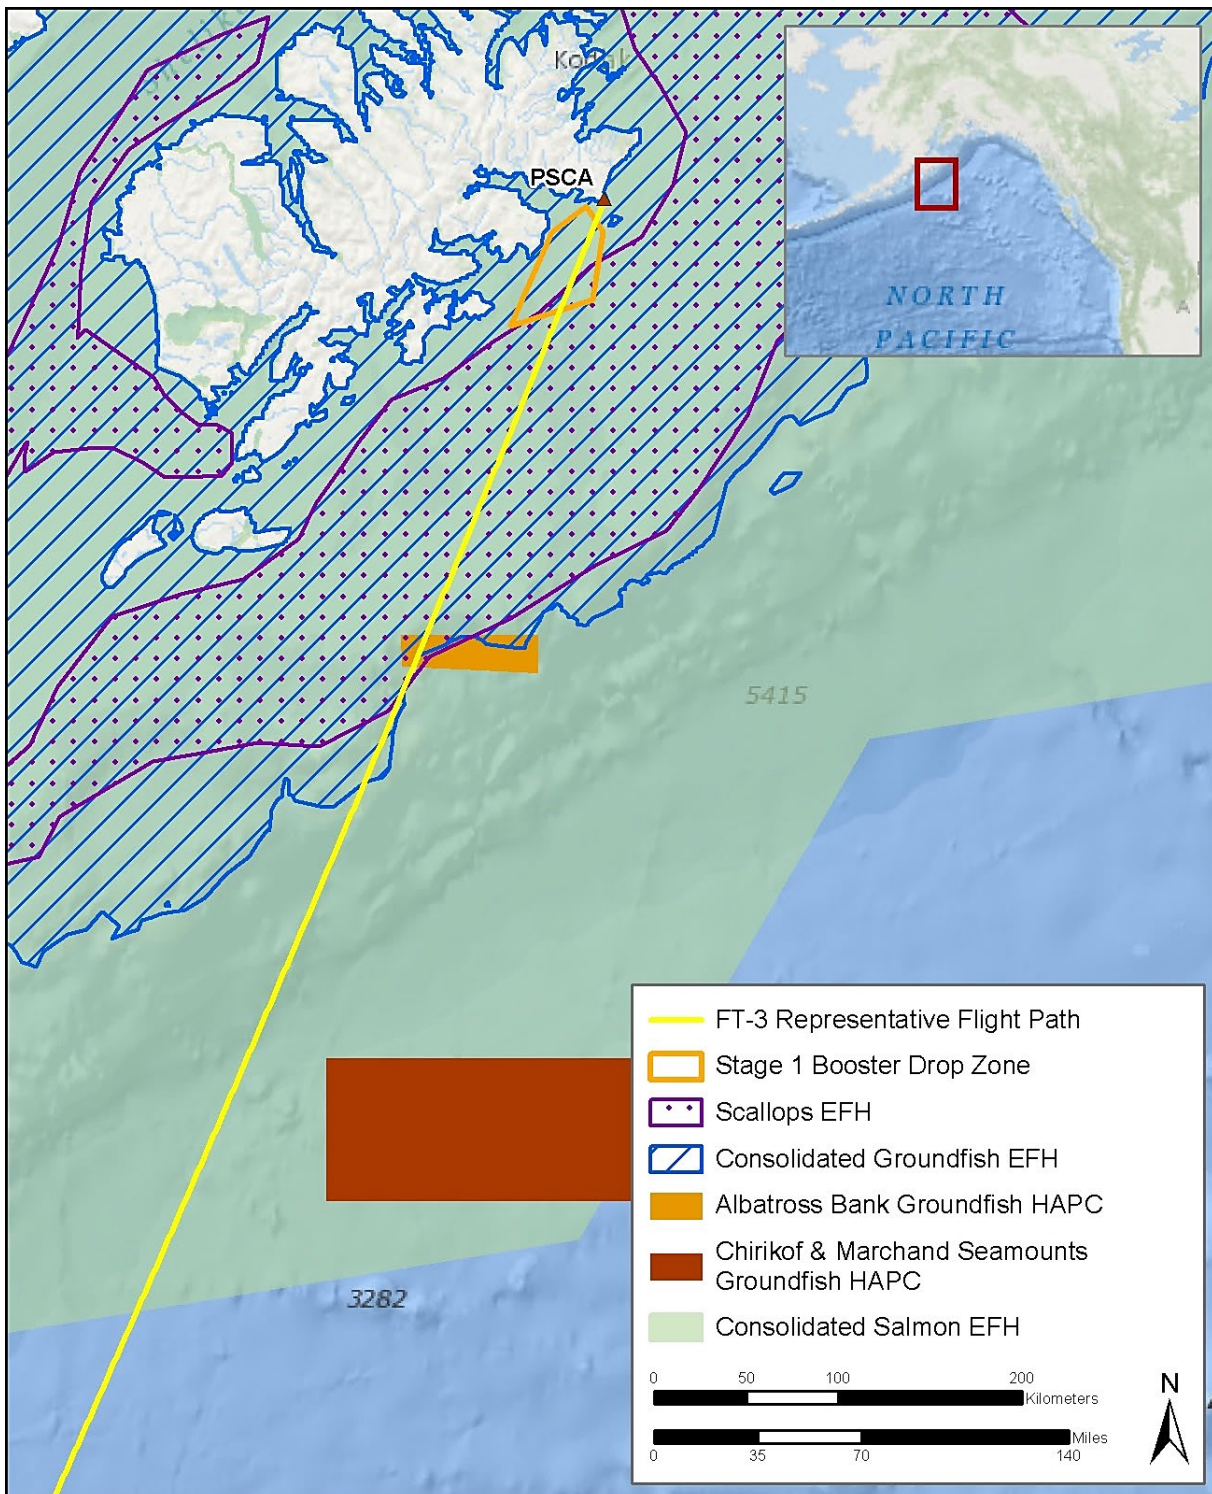 Kodiak
PSCA
NORTH
PACIFIC
A
5415
3282
FT-3 Representative Flight Path
Stage 1 Booster Drop Zone
Scallops EFH
Consolidated Groundfish EFH
Albatross Bank Groundfish HAPC
Chirikof & Marchand Seamounts
Groundfish HAPC
Consolidated Salmon EFH
0 50 100 200
Kilometers
Miles
0 35 70 140
N